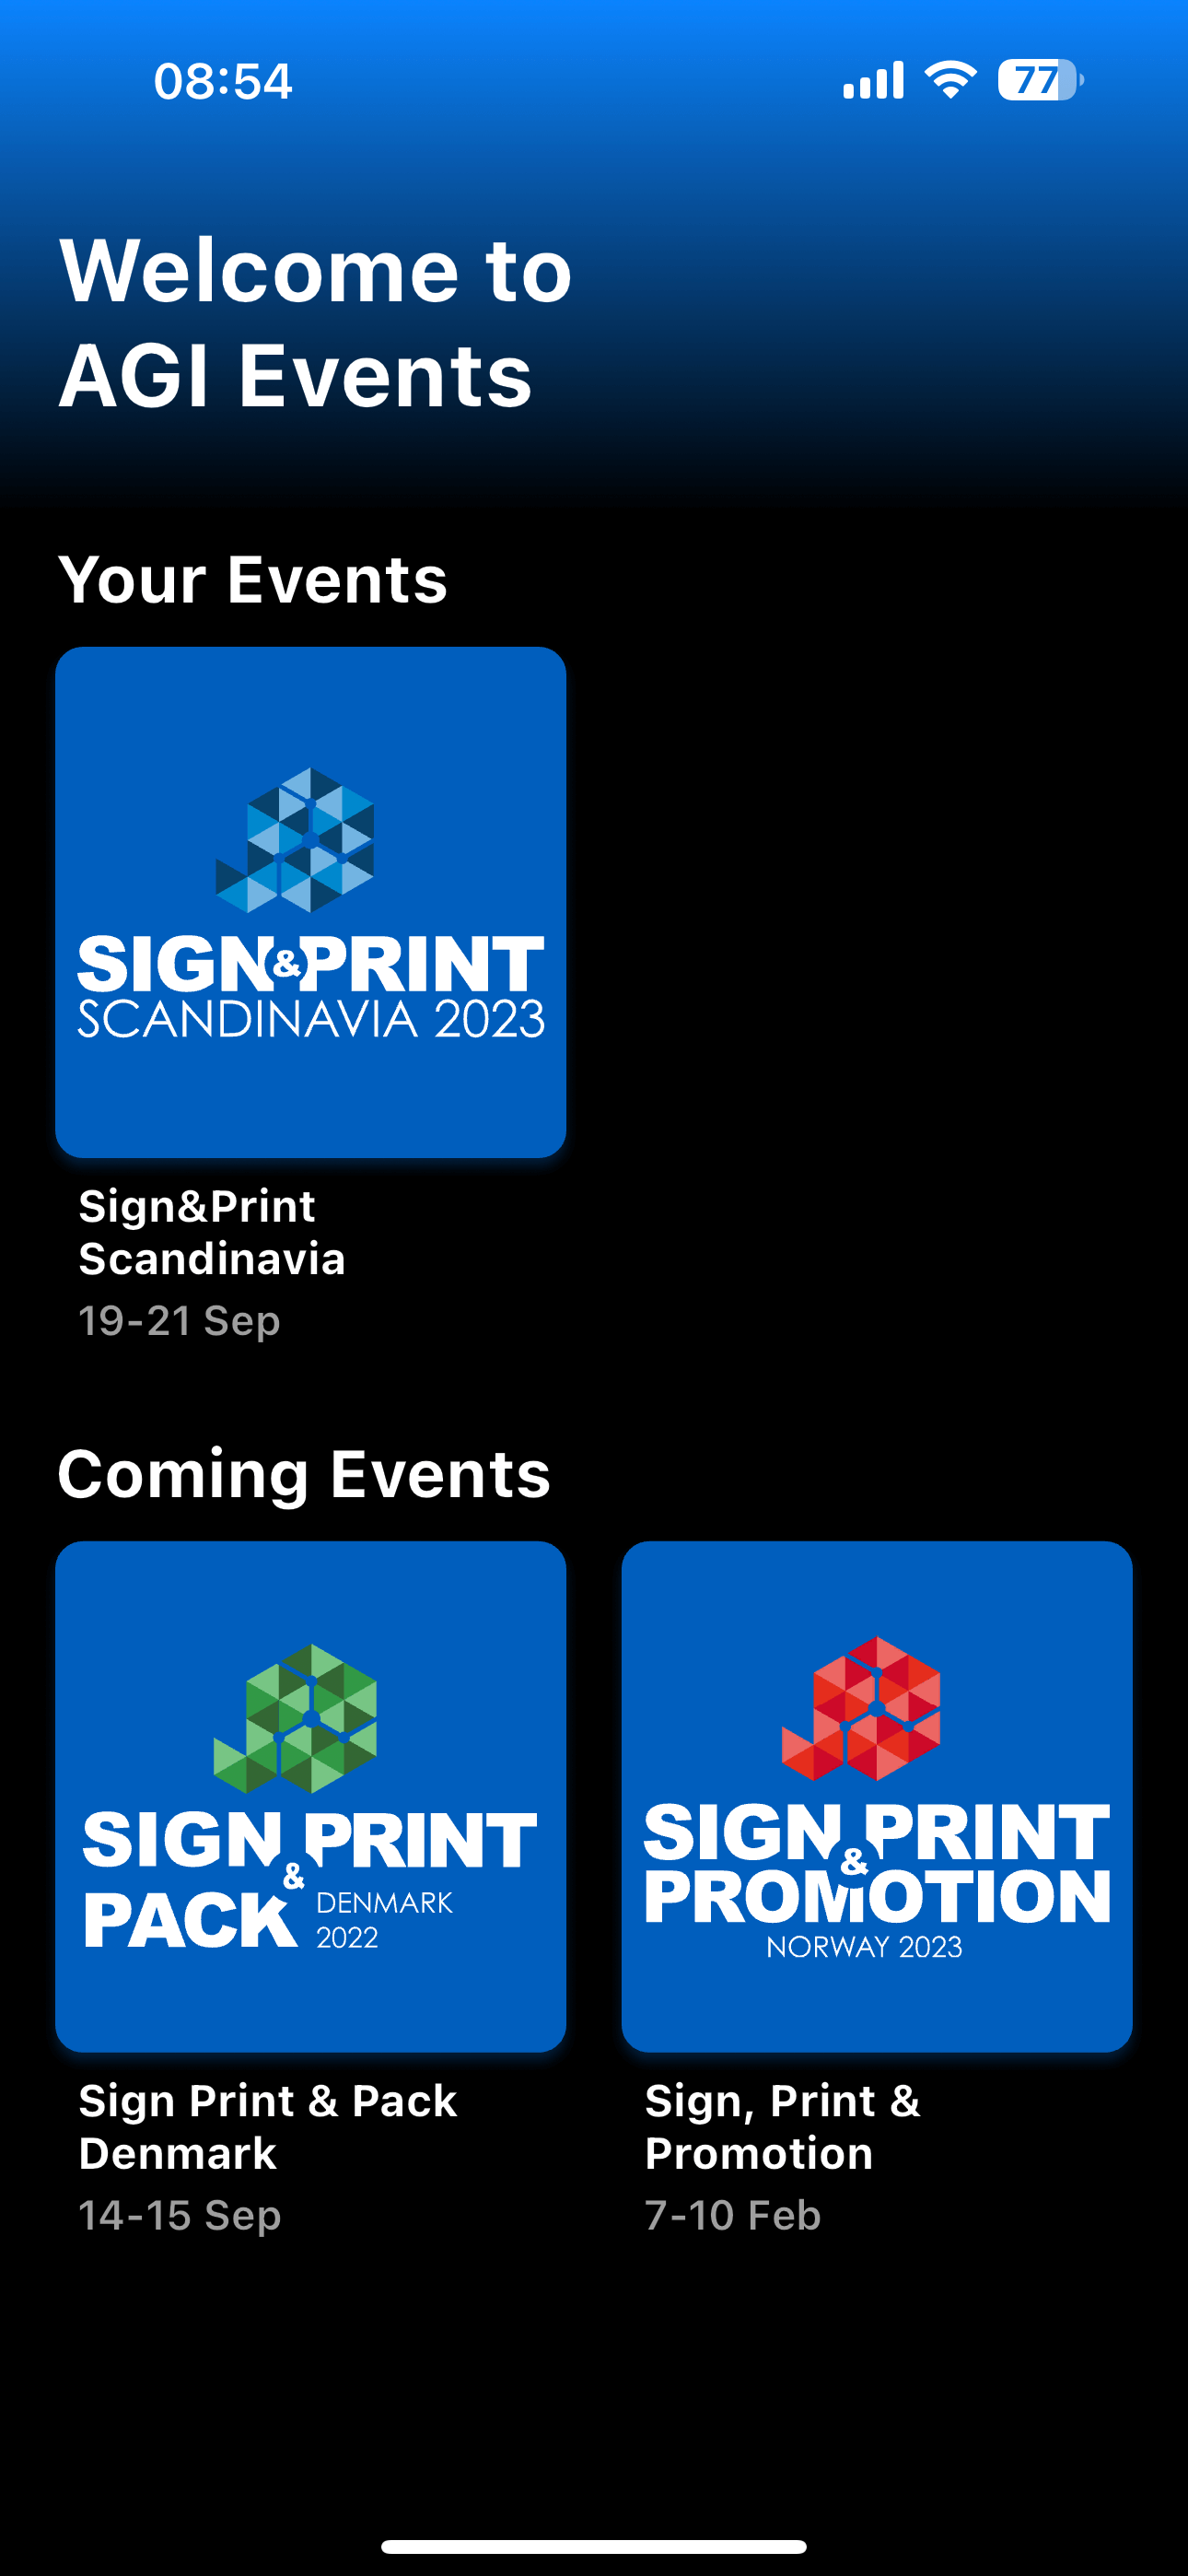 08:54
77
Welcome to
AGI Events
Your Events
SIGN&PRINT
SCANDINAVIA 2023
Sign&Print
Scandinavia
19-21 Sep
Coming Events
SIGN PRINT
&
PACK DENMARK
2022
Sign Print & Pack
Denmark
14-15 Sep
SIGN PRINT
&
PROMOTION
NORWAY 2023
Sign, Print &
Promotion
7-10 Feb